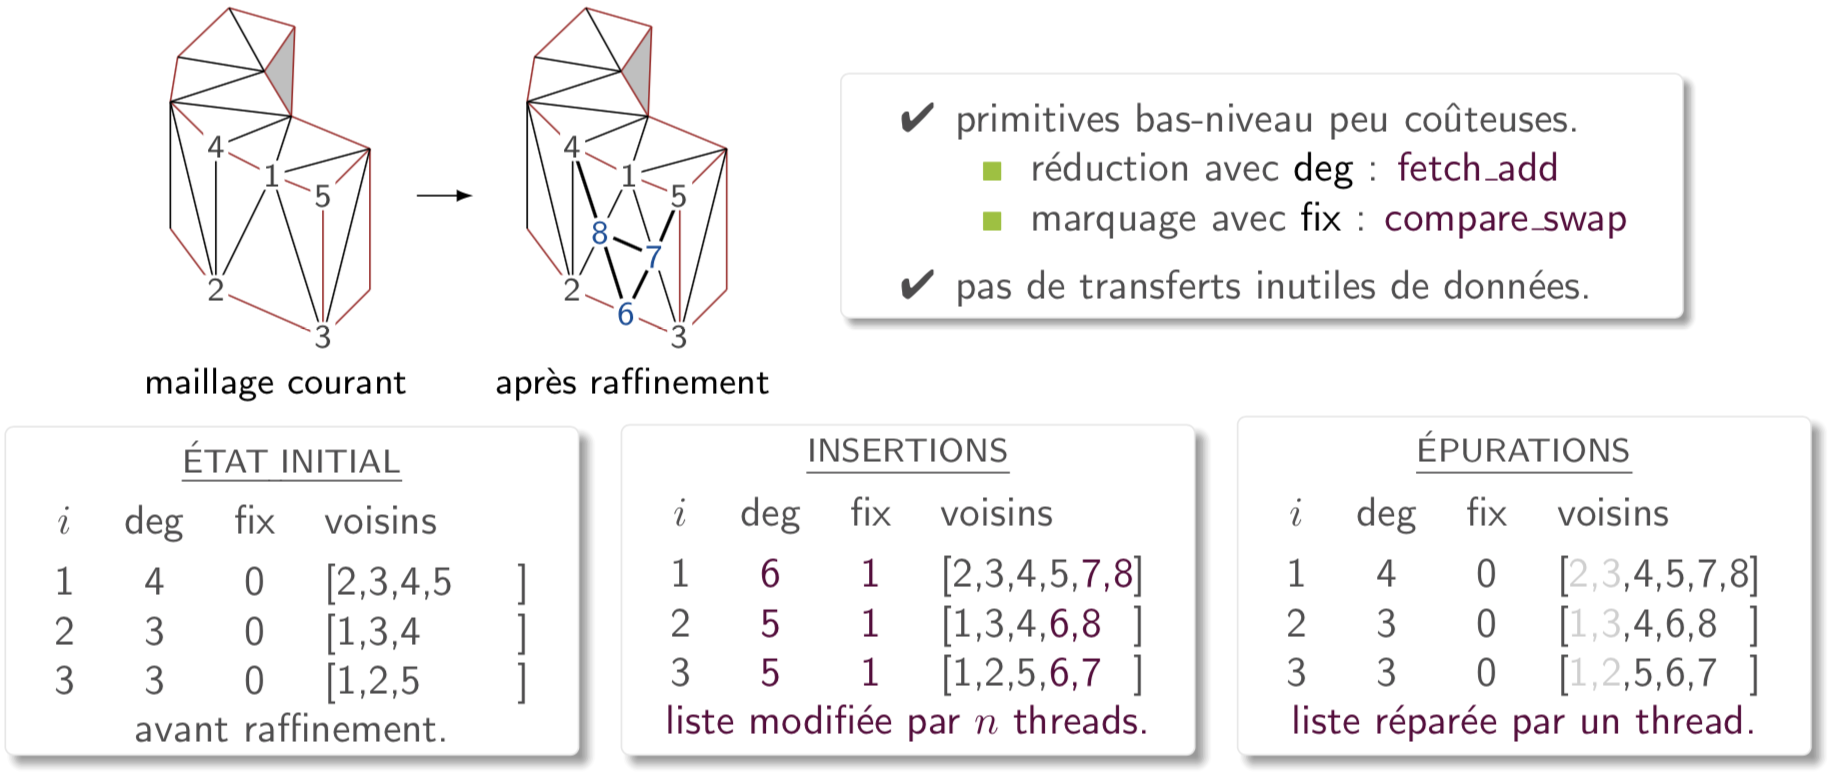 4
1
5
2
3
maillage courant
4
1
5
8
7
2
6
3
après raffinement
✔ primitives bas-niveau peu coûteuses.
■ réduction avec deg : fetch_add
■ marquage avec fix : compare_swap
✔ pas de transferts inutiles de données.
ÉTAT INITIAL
i deg fix voisins
1 4 0 [2,3,4,5 ]
2 3 0 [1,3,4 ]
3 3 0 [1,2,5 ]
avant raffinement.
INSERTIONS
i deg fix voisins
1 6 1 [2,3,4,5,7,8]
2 5 1 [1,3,4,6,8 ]
3 5 1 [1,2,5,6,7 ]
liste modifiée par n threads.
ÉPURATIONS
i deg fix voisins
1 4 0 [2,3,4,5,7,8]
2 3 0 [1,3,4,6,8 ]
3 3 0 [1,2,5,6,7 ]
liste réparée par un thread.